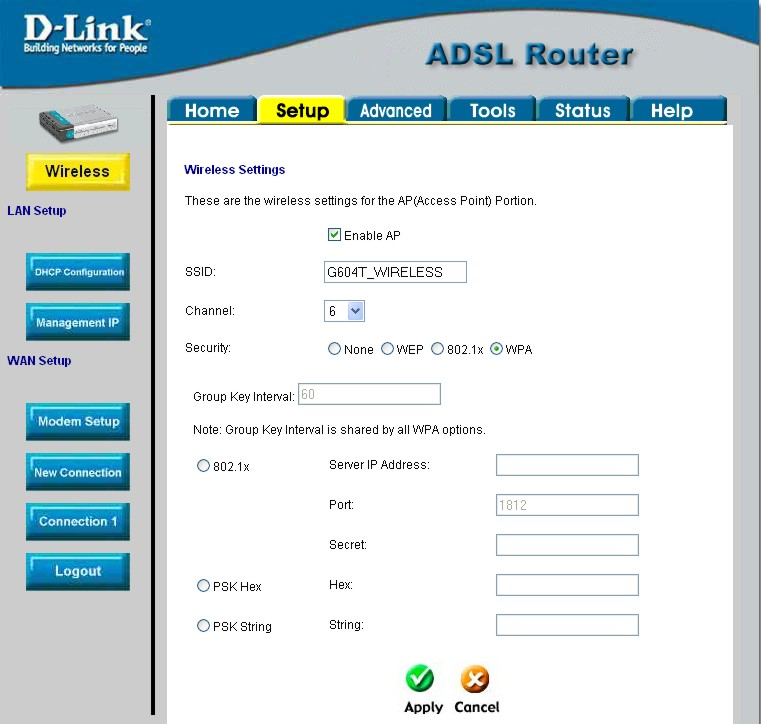 D-Link®
Building Networks for People
ADSL Router
Home Setup Advanced Tools Status Help
Wireless
LAN Setup
DHCP Configuration
Management IP
WAN Setup
Modem Setup
New Connection
Connection 1
Logout
Wireless Settings
These are the wireless settings for the AP(Access Point) Portion.
Enable AP
SSID: G604T_WIRELESS
Channel: 6
Security: None WEP 802.1x WPA
Group Key Interval: 60
Note: Group Key Interval is shared by all WPA options.
802.1x Server IP Address:
Port: 1812
Secret:
PSK Hex Hex:
PSK String String:
Apply Cancel